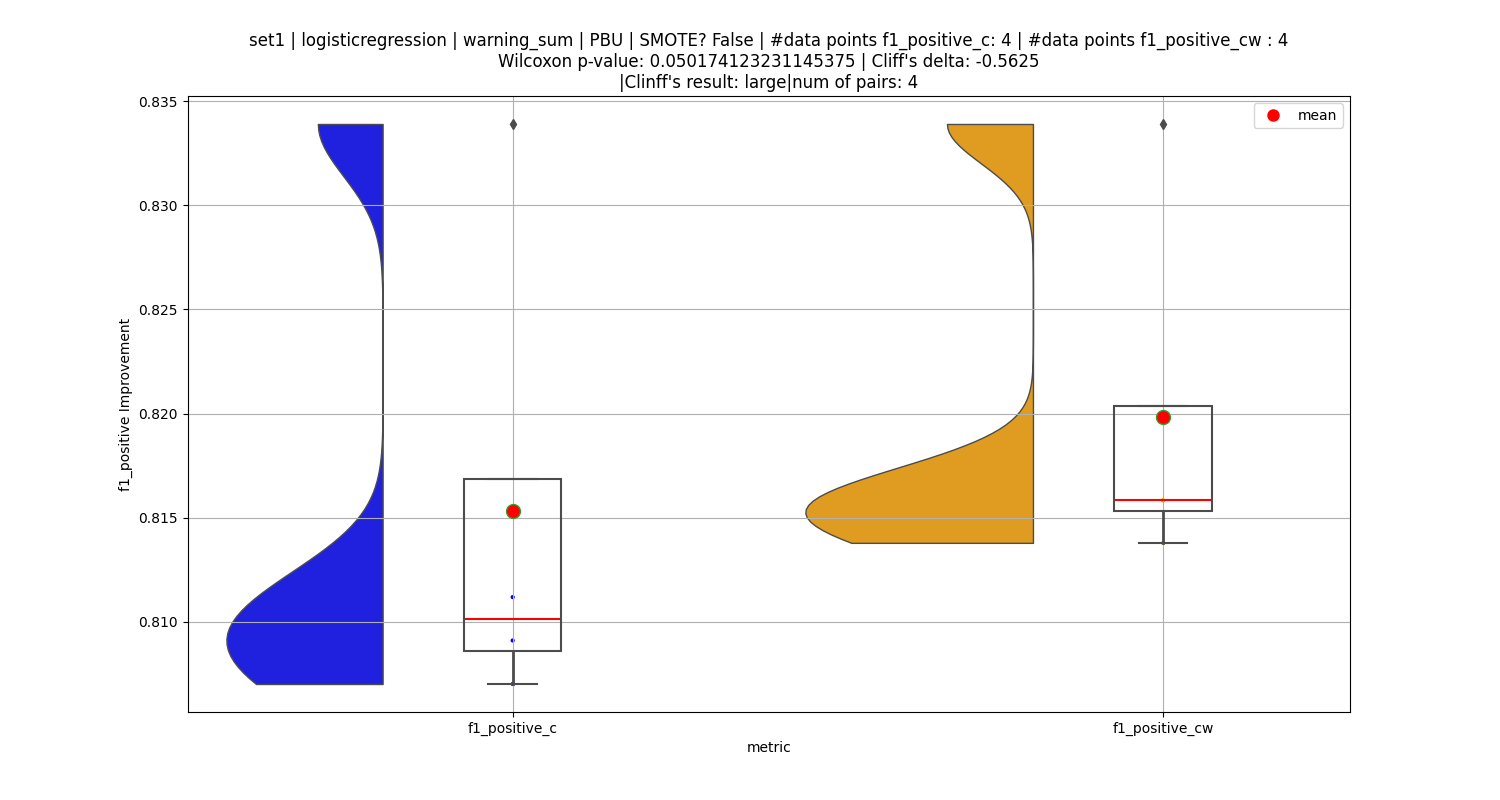 set1 | logisticregression | warning_sum | PBU | SMOTE? False | #data points f1_positive_c: 4 | #data points f1_positive_cw : 4
Wilcoxon p-value: 0.050174123231145375 | Cliff's delta: -0.5625
|Clinff's result: large|num of pairs: 4
mean
0.835
0.830
0.825
0.820
0.815
0.810
f1_positive Improvement
f1_positive_c
f1_positive_cw
metric